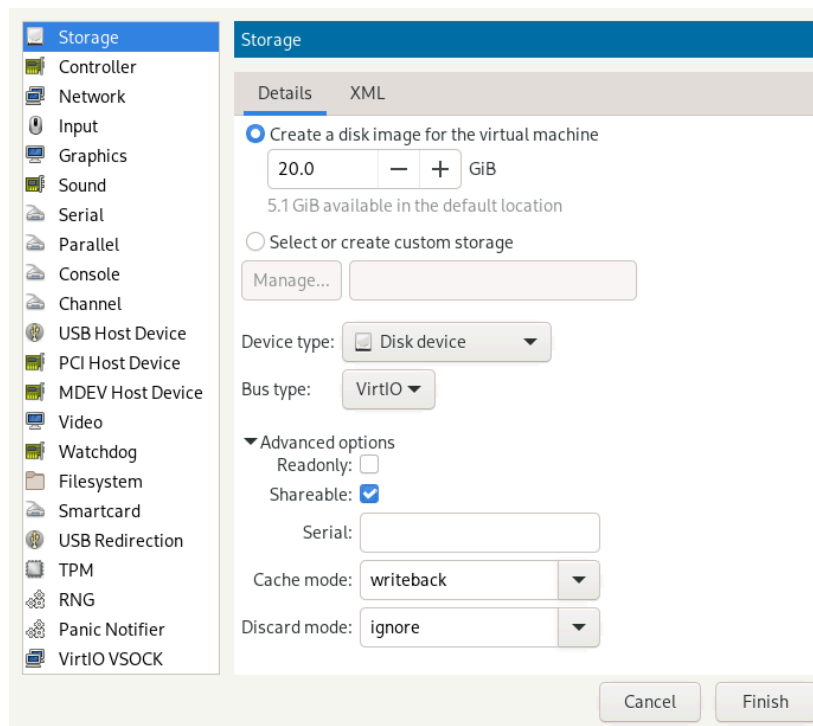 Storage
Controller
Network
Input
Graphics
Sound
Serial
Parallel
Console
Channel
USB Host Device
PCI Host Device
MDEV Host Device
Video
Watchdog
Filesystem
Smartcard
USB Redirection
TPM
RNG
Panic Notifier
VirtIO VSOCK
Storage
Details XML
Create a disk image for the virtual machine
20.0 − + GiB
5.1 GiB available in the default location
Select or create custom storage
Manage...
Device type: Disk device
Bus type: VirtIO
Advanced options
Readonly:
Shareable:
Serial:
Cache mode: writeback
Discard mode: ignore
Cancel Finish